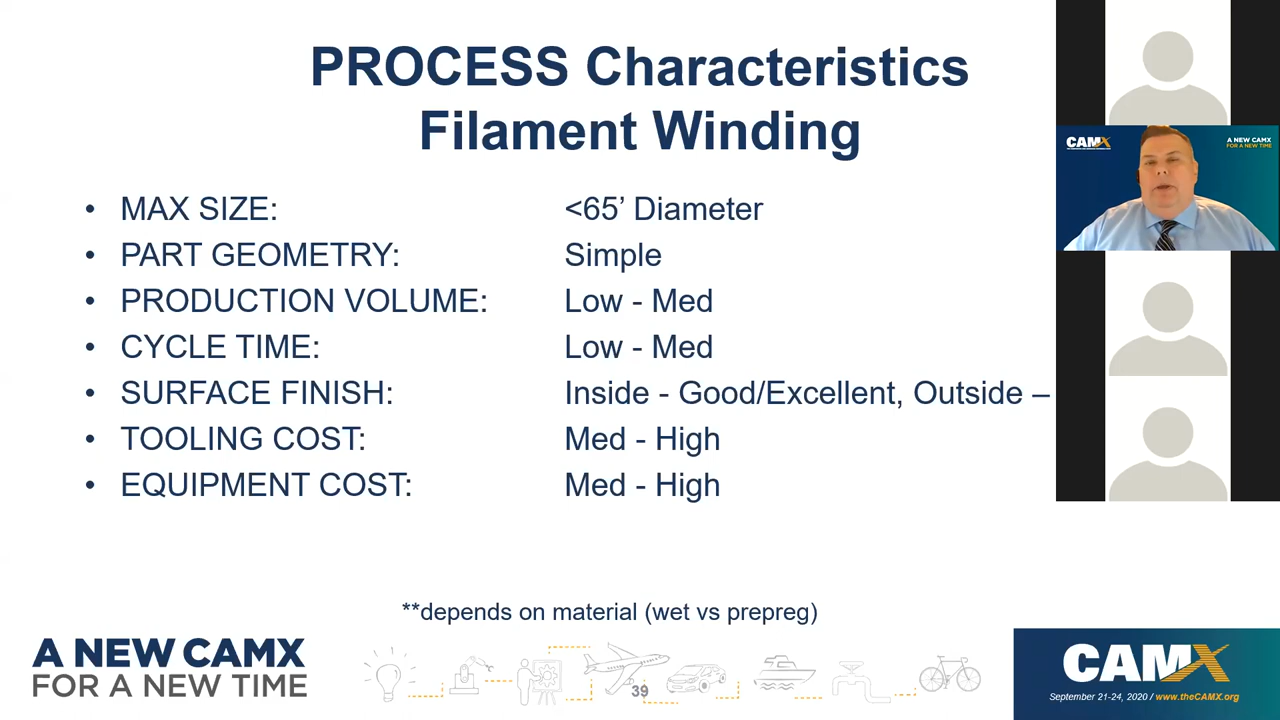 PROCESS Characteristics
Filament Winding
• MAX SIZE: <65’ Diameter
• PART GEOMETRY: Simple
• PRODUCTION VOLUME: Low - Med
• CYCLE TIME: Low - Med
• SURFACE FINISH: Inside - Good/Excellent, Outside –
• TOOLING COST: Med - High
• EQUIPMENT COST: Med - High
**depends on material (wet vs prepreg)
A NEW CAMX
FOR A NEW TIME
39
CAMX
September 21-24, 2020 / www.theCAMX.org
CAMX
A NEW CAMX
FOR A NEW TIME